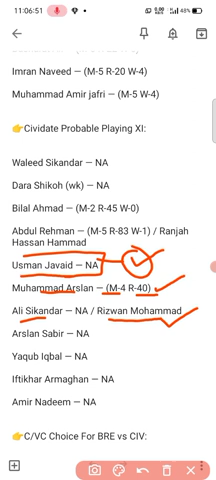 11:06:51
48%
Imran Naveed — (M-5 R-20 W-4)
Muhammad Amir jafri — (M-5 W-4)
👉Cividate Probable Playing XI:
Waleed Sikandar — NA
Dara Shikoh (wk) — NA
Bilal Ahmad — (M-2 R-45 W-0)
Abdul Rehman — (M-5 R-83 W-1) / Ranjah
Hassan Hammad
Usman Javaid — NA
Muhammad Arslan — (M-4 R-40)
Ali Sikandar — NA / Rizwan Mohammad
Arslan Sabir — NA
Yaqub Iqbal — NA
Iftikhar Armaghan — NA
Amir Nadeem — NA
👉C/VC Choice For BRE vs CIV: